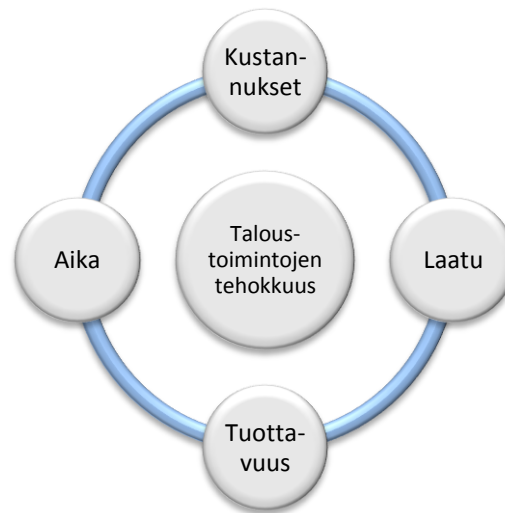 Kustan-
nukset
Aika
Talous-
toimintojen
tehokkuus
Laatu
Tuotta-
vuus